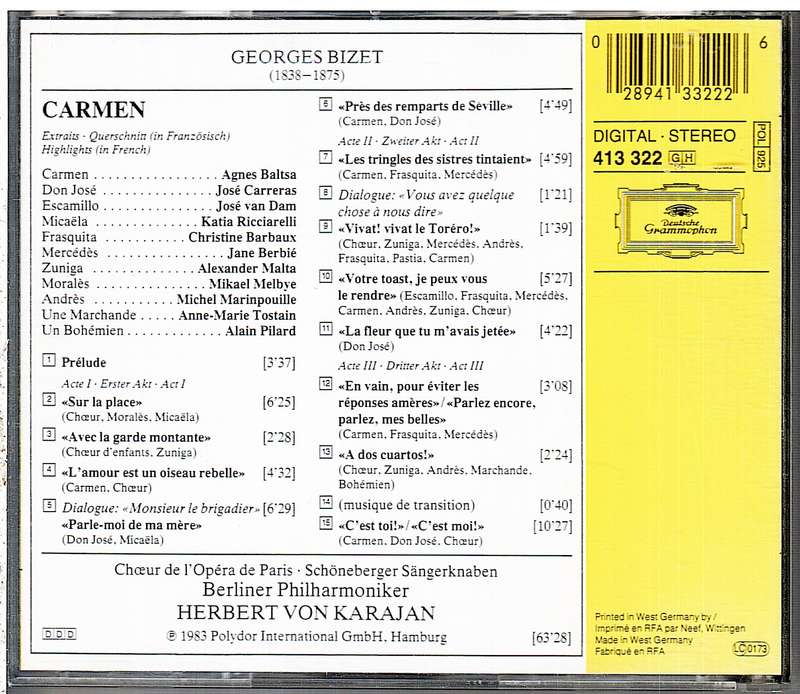 GEORGES BIZET
(1838–1875)
CARMEN
Extraits · Querschnitt (in Französisch)
Highlights (in French)
Carmen . . . . . . . . . . . . . . . . Agnes Baltsa
Don José . . . . . . . . . . . . . . José Carreras
Escamillo . . . . . . . . . . . . . . José van Dam
Micaëla . . . . . . . . . . . . . Katia Ricciarelli
Frasquita . . . . . . . . . . . Christine Barbaux
Mercédès . . . . . . . . . . . . . . . Jane Berbié
Zuniga . . . . . . . . . . . . . . Alexander Malta
Moralès . . . . . . . . . . . . . . Mikael Melbye
Andrès . . . . . . . . . . . Michel Marinpouille
Une Marchande . . . . . Anne-Marie Tostain
Un Bohémien . . . . . . . . . . . . . Alain Pilard
1 Prélude [3'37]
Acte I · Erster Akt · Act I
2 «Sur la place» [6'25]
(Chœur, Moralès, Micaëla)
3 «Avec la garde montante» [2'28]
(Chœur d'enfants, Zuniga)
4 «L'amour est un oiseau rebelle» [4'32]
(Carmen, Chœur)
5 Dialogue: «Monsieur le brigadier» [6'29]
«Parle-moi de ma mère»
(Don José, Micaëla)
6 «Près des remparts de Séville» [4'49]
(Carmen, Don José)
Acte II · Zweiter Akt · Act II
7 «Les tringles des sistres tintaient» [4'59]
(Carmen, Frasquita, Mercédès)
8 Dialogue: «Vous avez quelque [1'21]
chose à nous dire»
9 «Vivat! vivat le Toréro!» [1'39]
(Chœur, Zuniga, Mercédès, Andrès,
Frasquita, Pastia, Carmen)
10 «Votre toast, je peux vous [5'27]
le rendre» (Escamillo, Frasquita, Mercédès,
Carmen, Andrès, Zuniga, Chœur)
11 «La fleur que tu m'avais jetée» [4'22]
(Don José)
Acte III · Dritter Akt · Act III
12 «En vain, pour éviter les [3'08]
réponses amères»/«Parlez encore,
parlez, mes belles»
(Carmen, Frasquita, Mercédès)
13 «A dos cuartos!» [2'24]
(Chœur, Zuniga, Andrès, Marchande,
Bohémien)
14 (musique de transition) [0'40]
15 «C'est toi!»/«C'est moi!» [10'27]
(Carmen, Don José, Chœur)
Chœur de l'Opéra de Paris · Schöneberger Sängerknaben
Berliner Philharmoniker
HERBERT VON KARAJAN
DDD ℗ 1983 Polydor International GmbH, Hamburg [63'28]
0 28941 33222 6
DIGITAL · STEREO
413 322 GH
POL 925
Deutsche
Grammophon
Printed in West Germany by /
Imprimé en RFA par Neef, Wittingen
Made in West Germany
Fabriqué en RFA
LC 0173